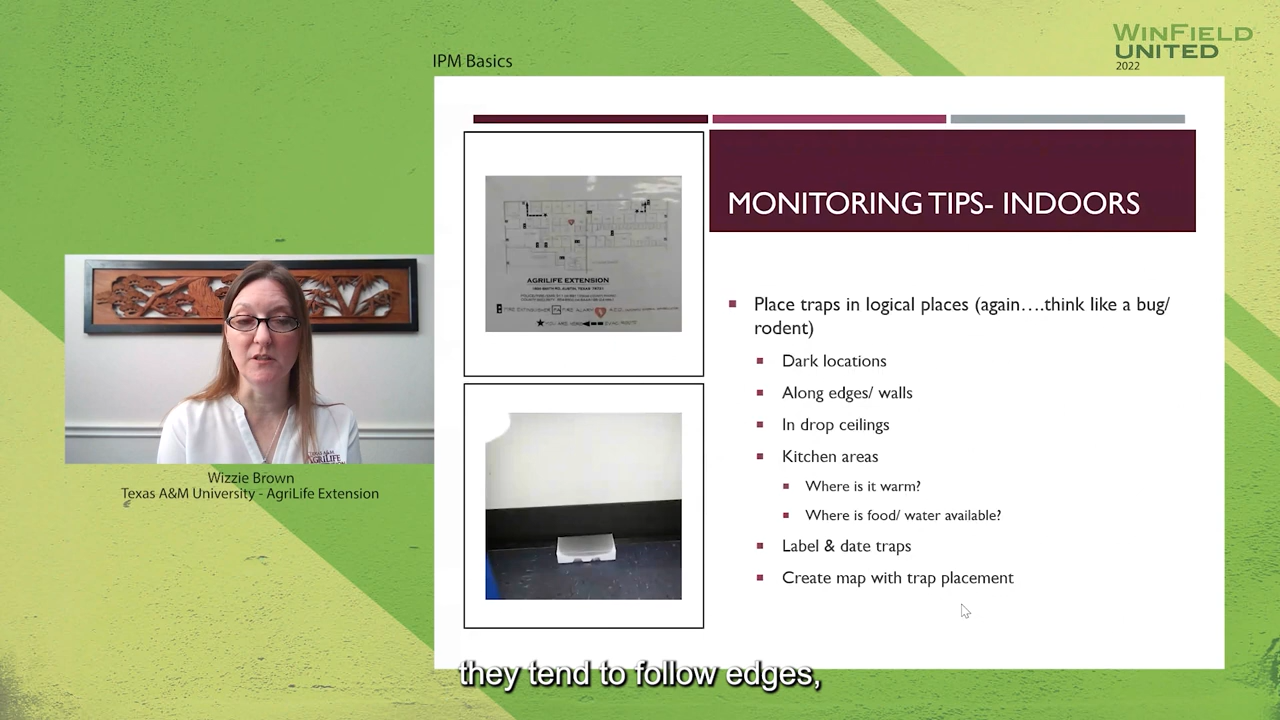 WINFIELD
UNITED
2022
IPM Basics
MONITORING TIPS- INDOORS
AGRILIFE EXTENSION
Place traps in logical places (again….think like a bug/
rodent)
Dark locations
Along edges/ walls
In drop ceilings
Kitchen areas
Where is it warm?
Where is food/ water available?
Label & date traps
Create map with trap placement
TEXAS A&M
AGRILIFE
Wizzie Brown
Texas A&M University - AgriLife Extension
they tend to follow edges,